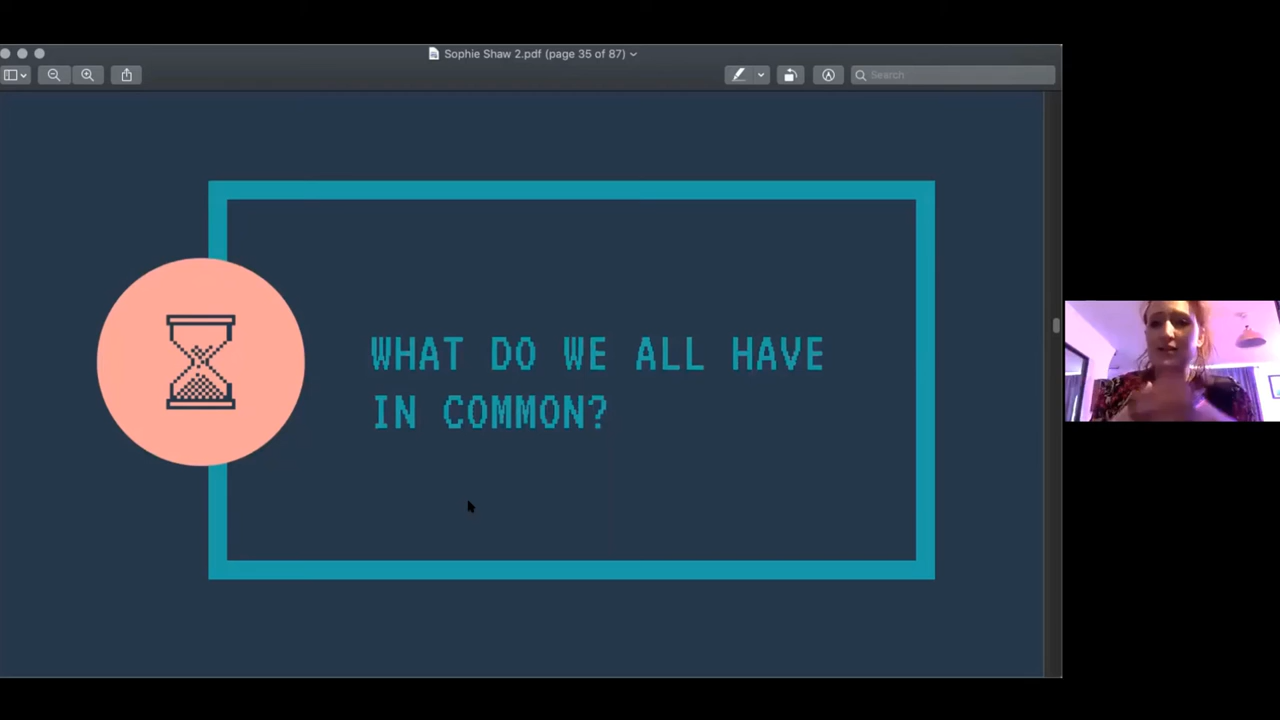 Sophie Shaw 2.pdf (page 35 of 87)
Search
WHAT DO WE ALL HAVE
IN COMMON?